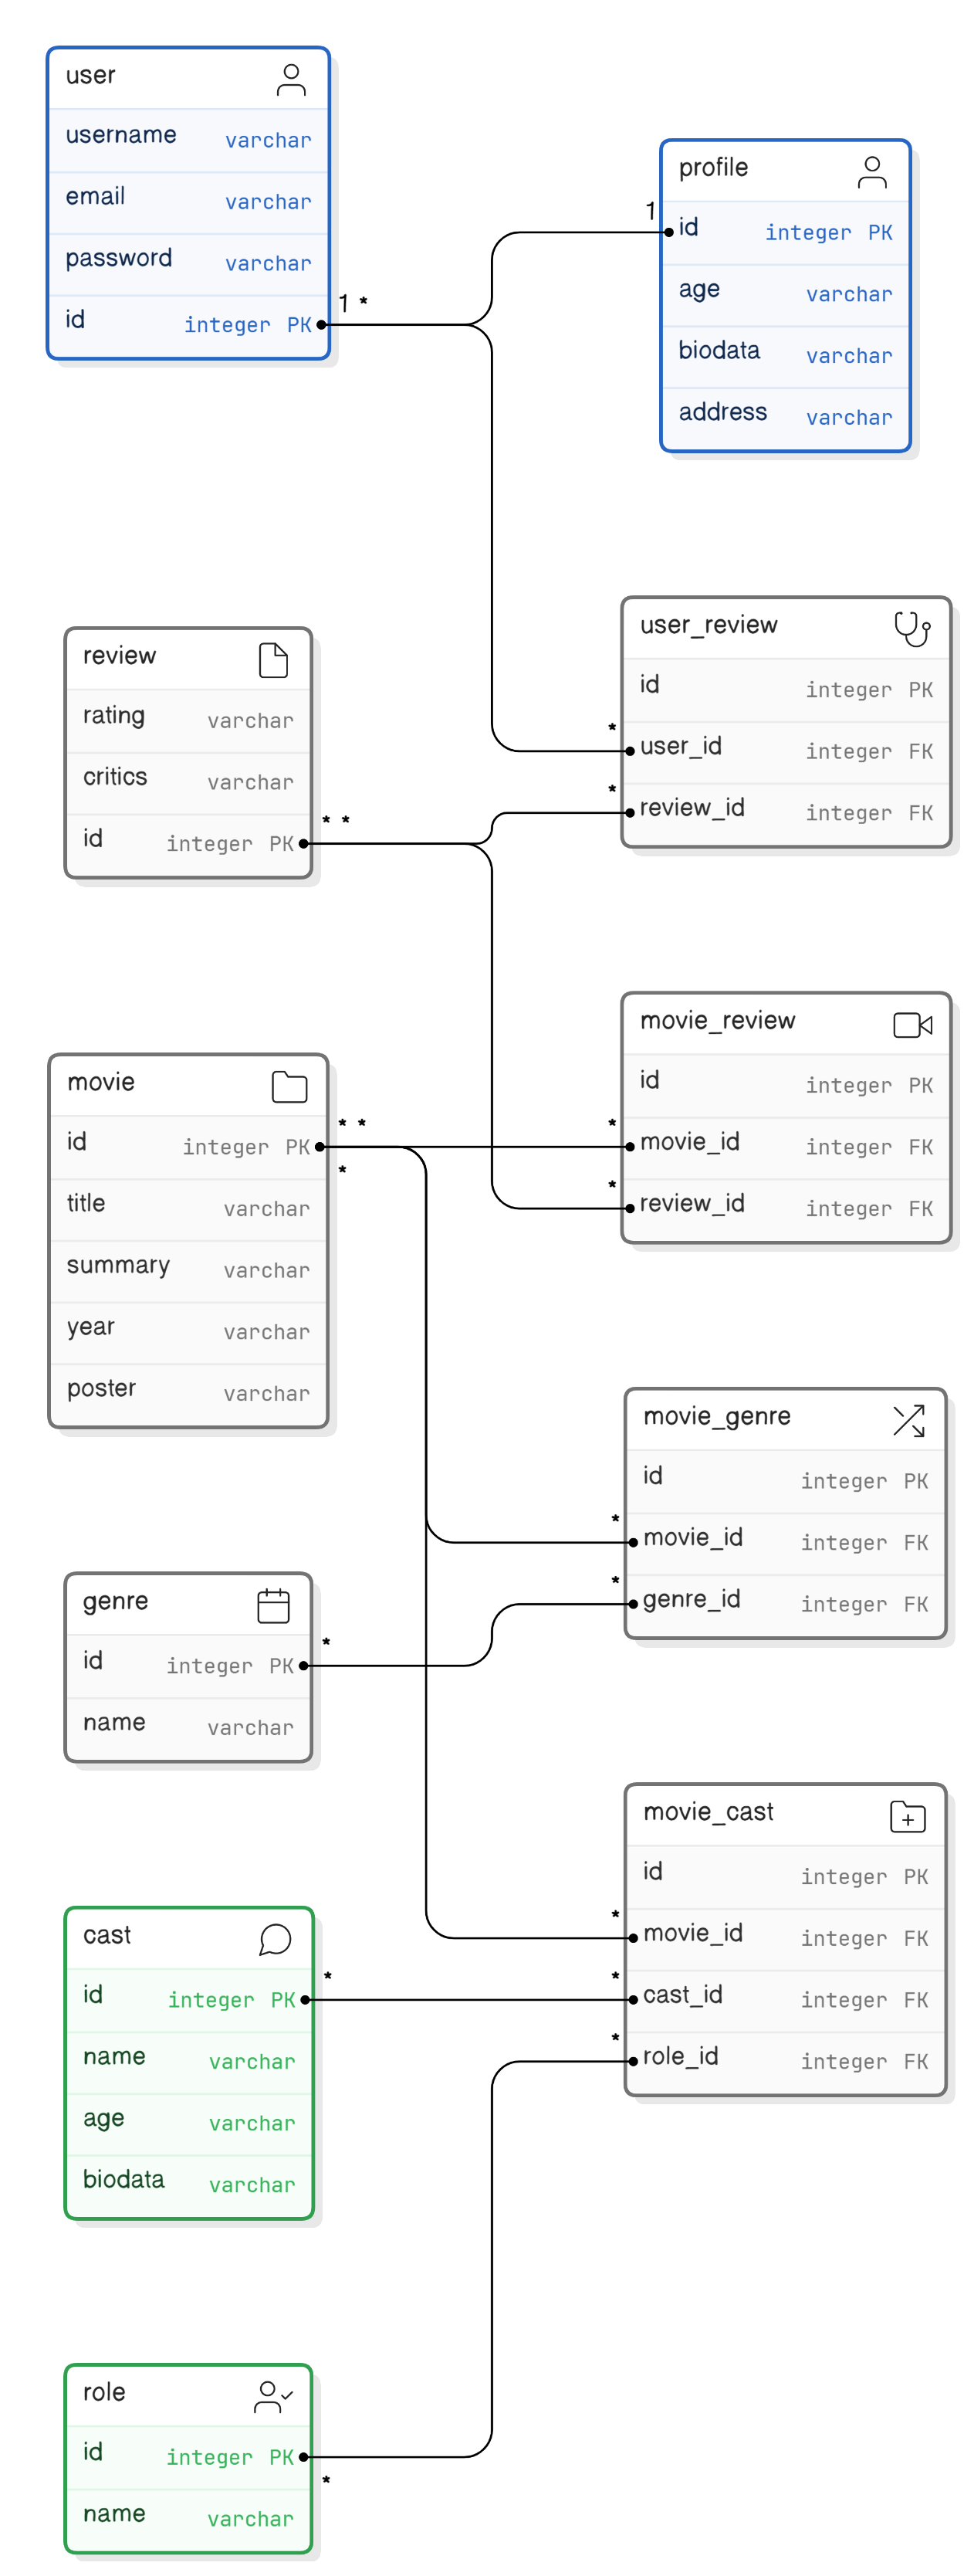 user
username varchar
email varchar
password varchar
id integer PK
1 *
profile
1
id integer PK
age varchar
biodata varchar
address varchar
review
rating varchar
critics varchar
id integer PK
* *
user_review
id integer PK
*
user_id integer FK
*
review_id integer FK
movie
id integer PK
* *
*
title varchar
summary varchar
year varchar
poster varchar
movie_review
id integer PK
*
movie_id integer FK
*
review_id integer FK
movie_genre
id integer PK
*
movie_id integer FK
*
genre_id integer FK
genre
*
id integer PK
name varchar
movie_cast
id integer PK
*
movie_id integer FK
*
cast_id integer FK
*
role_id integer FK
cast
*
id integer PK
name varchar
age varchar
biodata varchar
role
id integer PK
*
name varchar